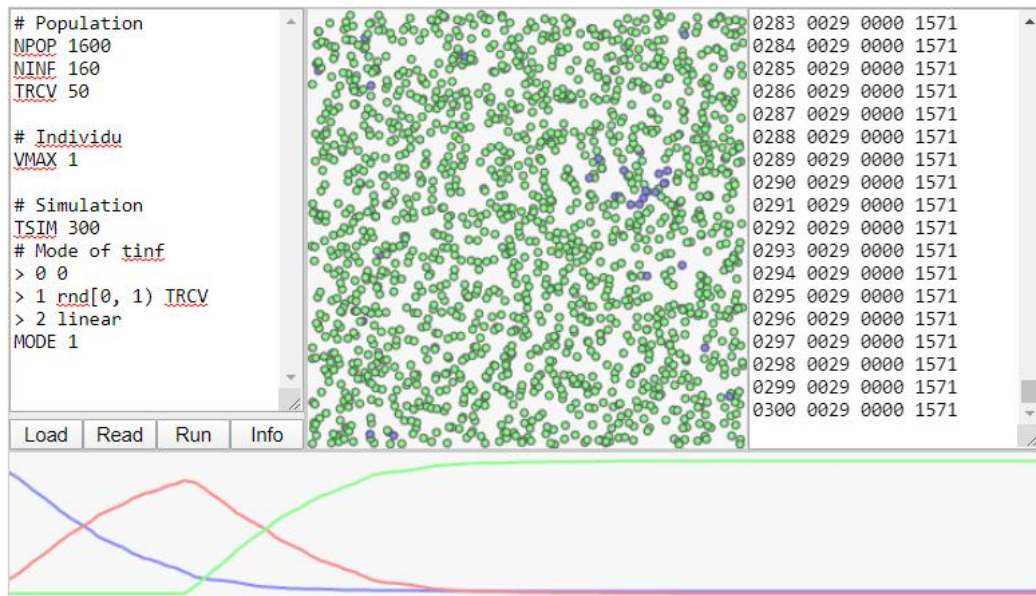 # Population
NPOP 1600
NINF 160
TRCV 50
# Individu
VMAX 1
# Simulation
TSIM 300
# Mode of tinf
> 0 0
> 1 rnd[0, 1) TRCV
> 2 linear
MODE 1
Load Read Run Info
0283 0029 0000 1571
0284 0029 0000 1571
0285 0029 0000 1571
0286 0029 0000 1571
0287 0029 0000 1571
0288 0029 0000 1571
0289 0029 0000 1571
0290 0029 0000 1571
0291 0029 0000 1571
0292 0029 0000 1571
0293 0029 0000 1571
0294 0029 0000 1571
0295 0029 0000 1571
0296 0029 0000 1571
0297 0029 0000 1571
0298 0029 0000 1571
0299 0029 0000 1571
0300 0029 0000 1571